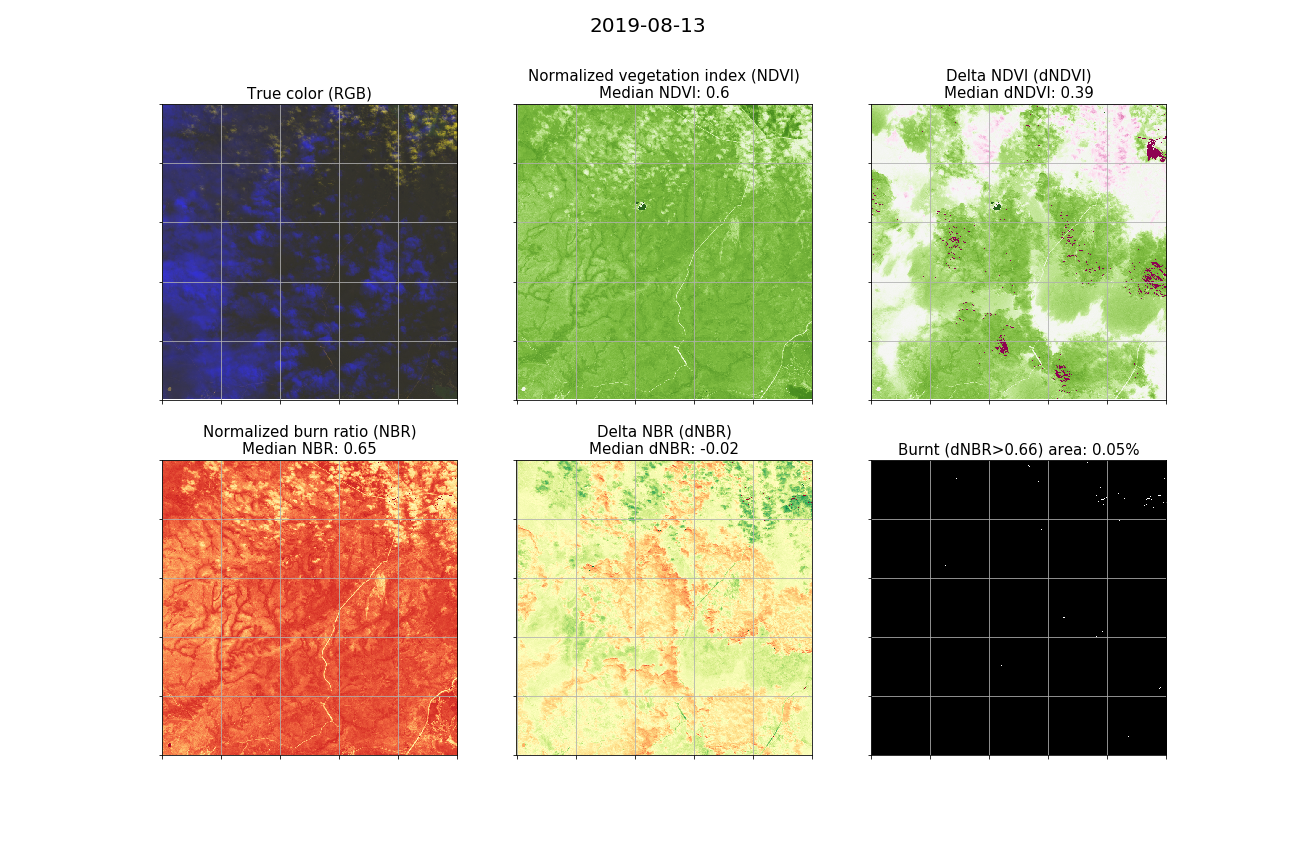 2019-08-13
True color (RGB)
Normalized vegetation index (NDVI)
Median NDVI: 0.6
Delta NDVI (dNDVI)
Median dNDVI: 0.39
Normalized burn ratio (NBR)
Median NBR: 0.65
Delta NBR (dNBR)
Median dNBR: -0.02
Burnt (dNBR>0.66) area: 0.05%